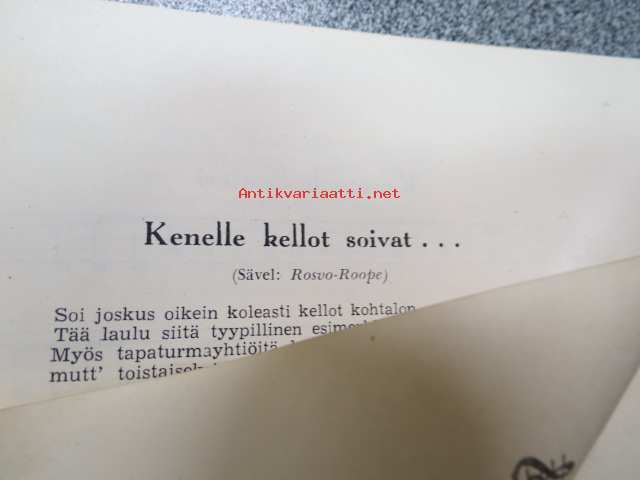 Antikvariaatti.net
Kenelle kellot soivat . . .
(Sävel: Rosvo-Roope)
Soi joskus oikein koleasti kellot kohtalon
Tää laulu siitä tyypillinen
Myös tapaturmayhtiöitä
mutt'